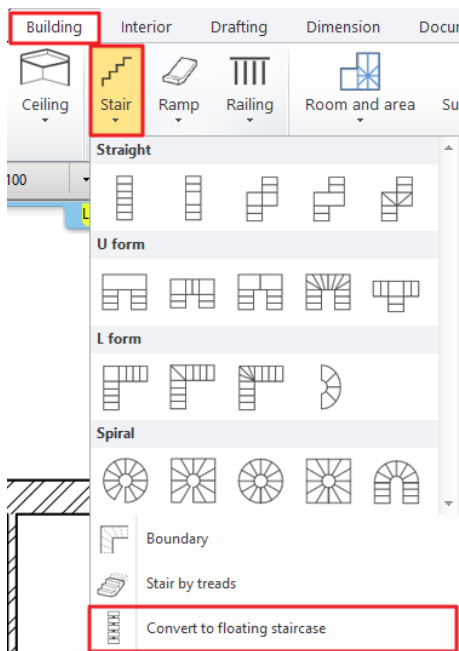 Building Interior Drafting Dimension Docur
Ceiling Stair Ramp Railing Room and area Su
100
L
Straight
U form
L form
Spiral
Boundary
Stair by treads
Convert to floating staircase